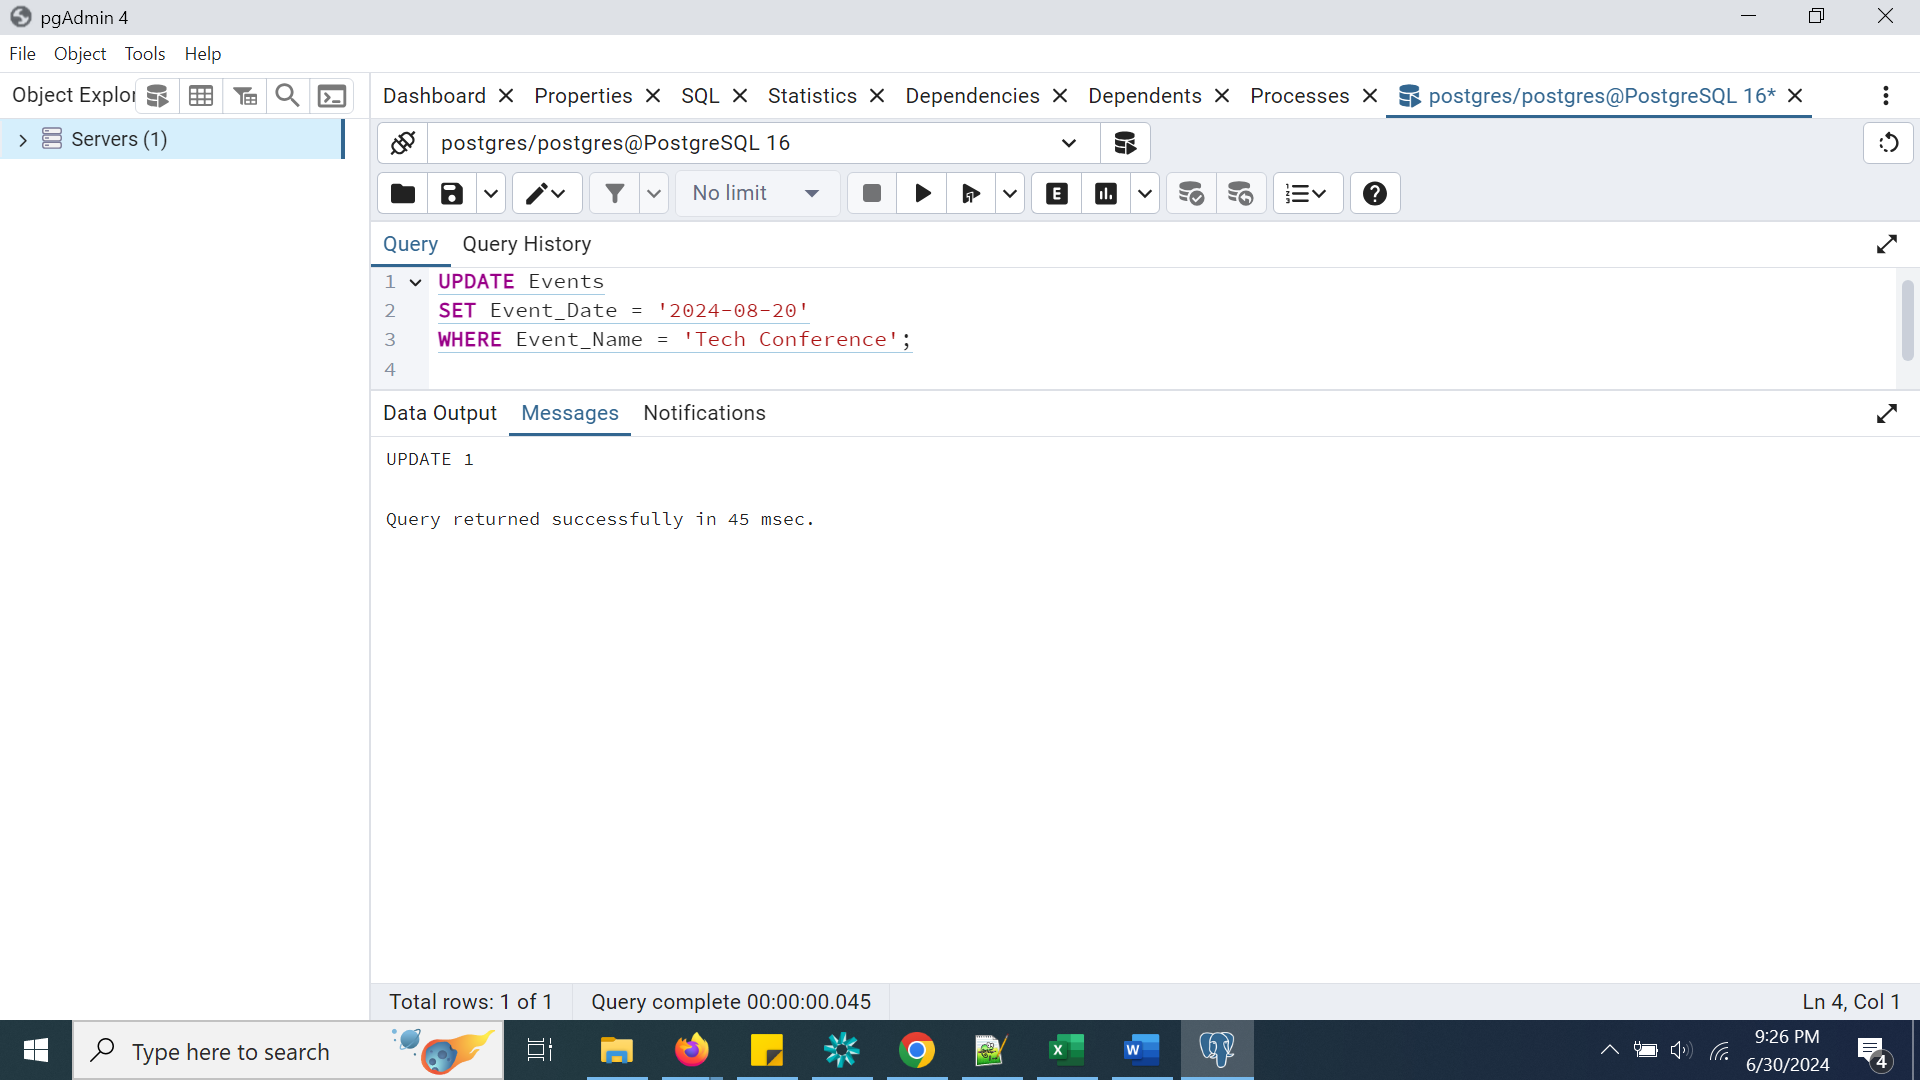 pgAdmin 4
File Object Tools Help
Object Explor
Dashboard Properties SQL Statistics Dependencies Dependents Processes postgres/postgres@PostgreSQL 16*
Servers (1)
postgres/postgres@PostgreSQL 16
No limit
E
Query Query History
1 UPDATE Events
2 SET Event_Date = '2024-08-20'
3 WHERE Event_Name = 'Tech Conference';
4
Data Output Messages Notifications
UPDATE 1
Query returned successfully in 45 msec.
Total rows: 1 of 1 Query complete 00:00:00.045 Ln 4, Col 1
Type here to search
9:26 PM
6/30/2024
4